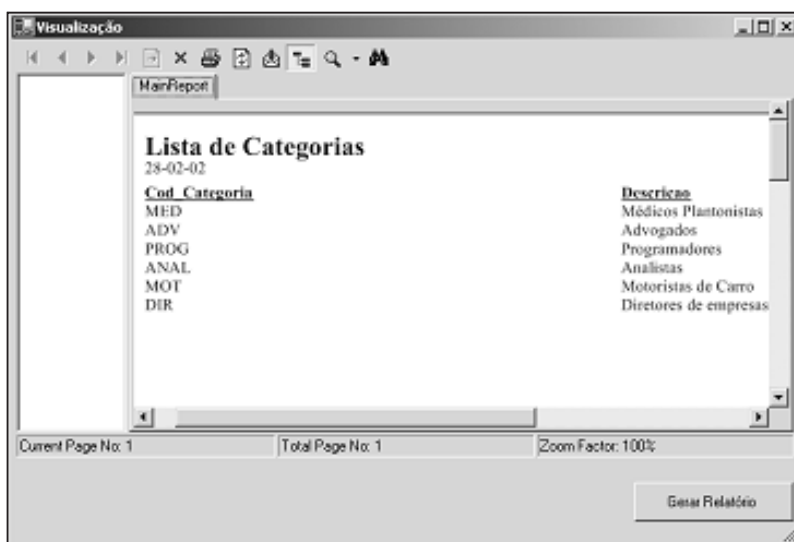 Visualização
MainReport
Lista de Categorias
28-02-02
Cod_Categoria Descricao
MED Médicos Plantonistas
ADV Advogados
PROG Programadores
ANAL Analistas
MOT Motoristas de Carro
DIR Diretores de empresas
Current Page No: 1 Total Page No: 1 Zoom Factor: 100%
Gerar Relatório